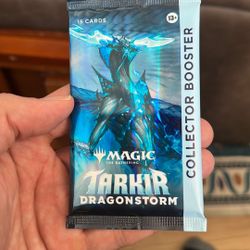 15 CARDS
13+
MAGIC
THE GATHERING
TARKIR
DRAGONSTORM
COLLECTOR BOOSTER